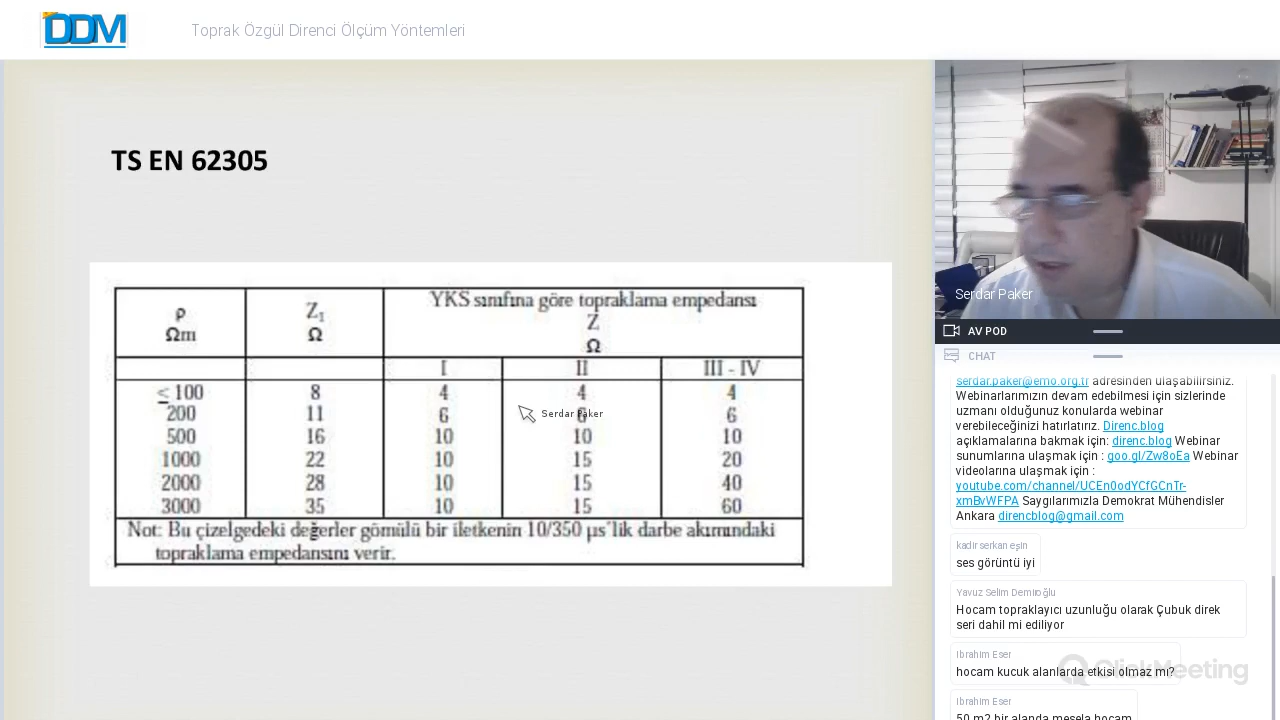 DDM
Toprak Özgül Direnci Ölçüm Yöntemleri
TS EN 62305
ρ
Ωm
Z1
Ω
YKS sınıfına göre topraklama empedansı
Z
Ω
I II III - IV
≤ 100 8 4 4 4
200 11 6 6 6
500 16 10 10 10
1000 22 10 15 20
2000 28 10 15 40
3000 35 10 15 60
Not: Bu çizelgedeki değerler gömülü bir iletkenin 10/350 µs'lik darbe akımındaki
topraklama empedansını verir.
Serdar Paker
Serdar Paker
AV POD
CHAT
serdar.paker@emo.org.tr adresinden ulaşabilirsiniz.
Webinarlarımızın devam edebilmesi için sizlerinde
uzmanı olduğunuz konularda webinar
verebileceğinizi hatırlatırız. Direnc.blog
açıklamalarına bakmak için: direnc.blog Webinar
sunumlarına ulaşmak için : goo.gl/Zw8oEa Webinar
videolarına ulaşmak için :
youtube.com/channel/UCEn0odYCfGCnTr-
xmBvWFPA Saygılarımızla Demokrat Mühendisler
Ankara direncblog@gmail.com
kadir serkan eşin
ses görüntü iyi
Yavuz Selim Demiroğlu
Hocam topraklayıcı uzunluğu olarak Çubuk direk
seri dahil mi ediliyor
Ibrahim Eser
hocam kucuk alanlarda etkisi olmaz mı?
ClickMeeting
Ibrahim Eser
50 m2 bir alanda mesela hocam